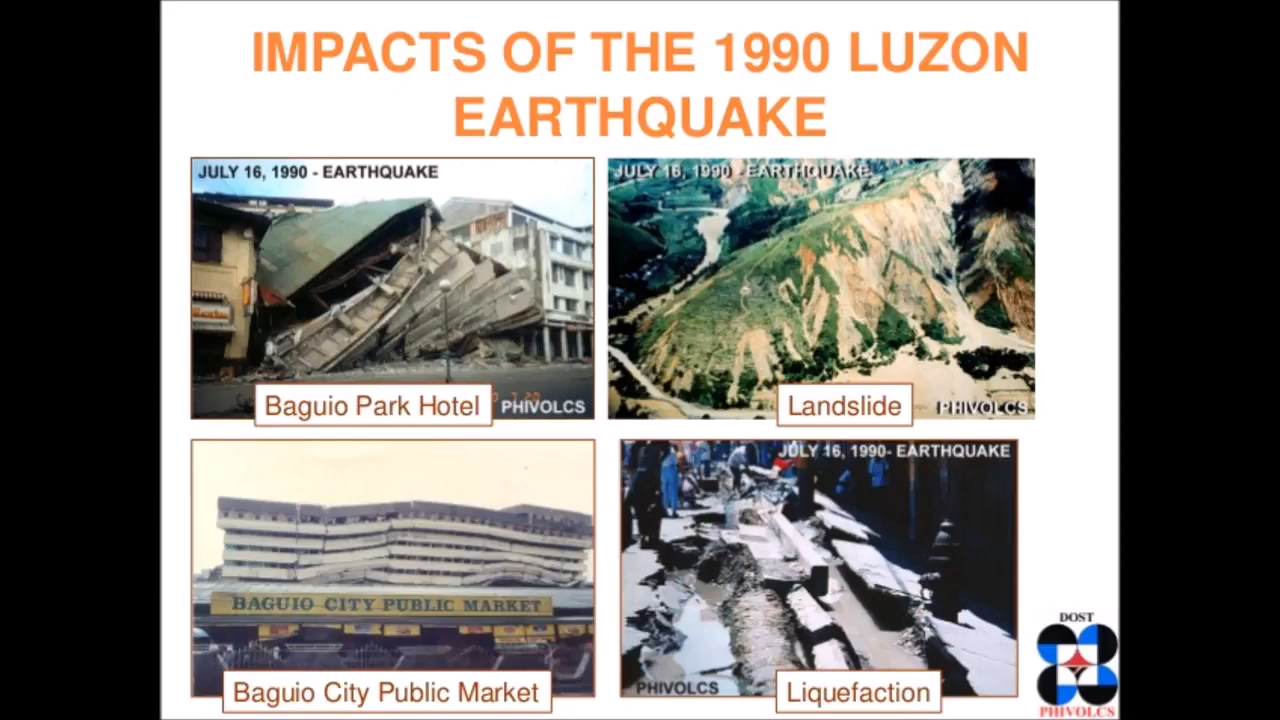 IMPACTS OF THE 1990 LUZON
EARTHQUAKE
JULY 16, 1990 - EARTHQUAKE
Baguio Park Hotel
PHIVOLCS
JULY 16, 1990 - EARTHQUAKE
Landslide
PHIVOLCS
BAGUIO CITY PUBLIC MARKET
Baguio City Public Market
JULY 16, 1990- EARTHQUAKE
PHIVOLCS
Liquefaction
DOST
PHIVOLCS